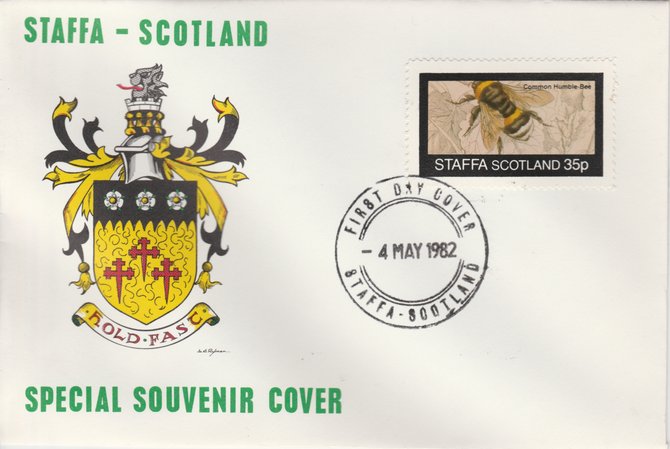 STAFFA - SCOTLAND
Common Humble-Bee
STAFFA SCOTLAND 35p
FIRST DAY COVER
- 4 MAY 1982
STAFFA - SCOTLAND
HOLD · FAST
SPECIAL SOUVENIR COVER